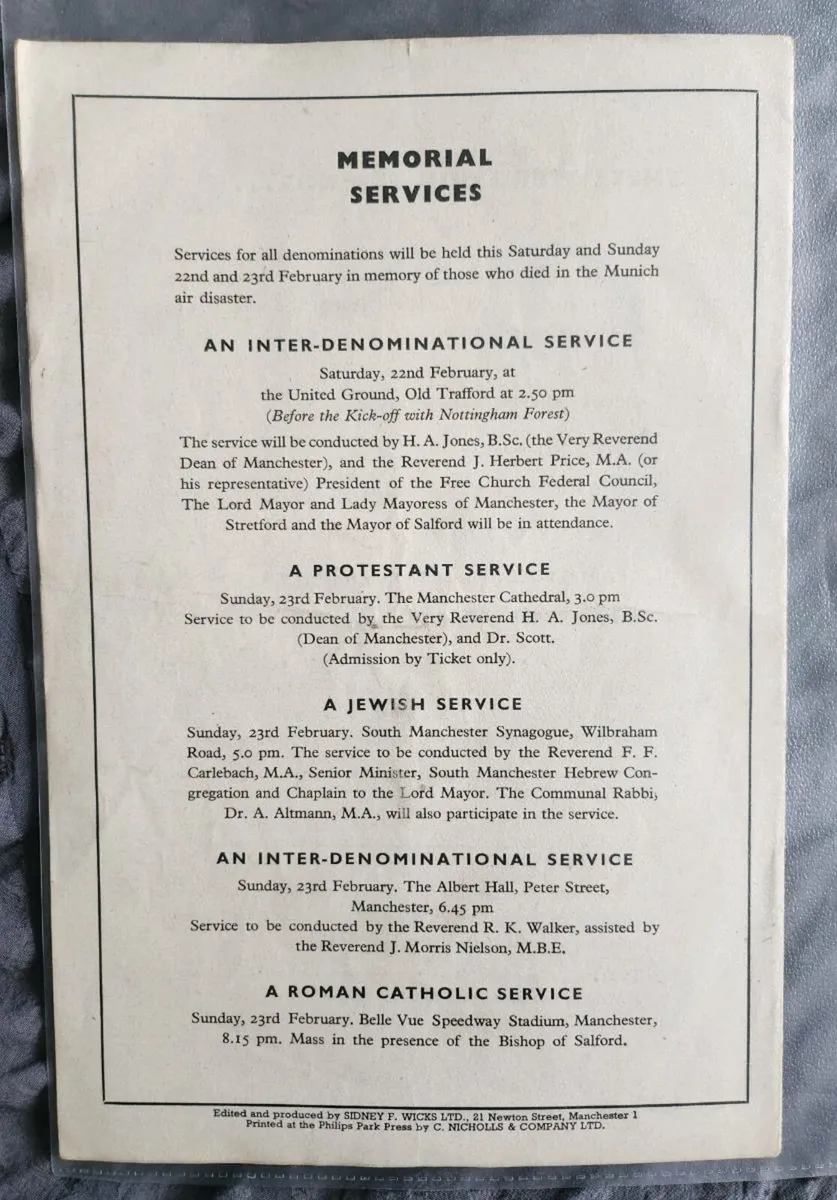 MEMORIAL
SERVICES
Services for all denominations will be held this Saturday and Sunday
22nd and 23rd February in memory of those who died in the Munich
air disaster.
AN INTER-DENOMINATIONAL SERVICE
Saturday, 22nd February, at
the United Ground, Old Trafford at 2.50 pm
(Before the Kick-off with Nottingham Forest)
The service will be conducted by H. A. Jones, B.Sc. (the Very Reverend
Dean of Manchester), and the Reverend J. Herbert Price, M.A. (or
his representative) President of the Free Church Federal Council,
The Lord Mayor and Lady Mayoress of Manchester, the Mayor of
Stretford and the Mayor of Salford will be in attendance.
A PROTESTANT SERVICE
Sunday, 23rd February. The Manchester Cathedral, 3.0 pm
Service to be conducted by the Very Reverend H. A. Jones, B.Sc.
(Dean of Manchester), and Dr. Scott.
(Admission by Ticket only).
A JEWISH SERVICE
Sunday, 23rd February. South Manchester Synagogue, Wilbraham
Road, 5.0 pm. The service to be conducted by the Reverend F. F.
Carlebach, M.A., Senior Minister, South Manchester Hebrew Con-
gregation and Chaplain to the Lord Mayor. The Communal Rabbi,
Dr. A. Altmann, M.A., will also participate in the service.
AN INTER-DENOMINATIONAL SERVICE
Sunday, 23rd February. The Albert Hall, Peter Street,
Manchester, 6.45 pm
Service to be conducted by the Reverend R. K. Walker, assisted by
the Reverend J. Morris Nielson, M.B.E.
A ROMAN CATHOLIC SERVICE
Sunday, 23rd February. Belle Vue Speedway Stadium, Manchester,
8.15 pm. Mass in the presence of the Bishop of Salford.
Edited and produced by SIDNEY F. WICKS LTD., 21 Newton Street, Manchester 1
Printed at the Philips Park Press by C. NICHOLLS & COMPANY LTD.